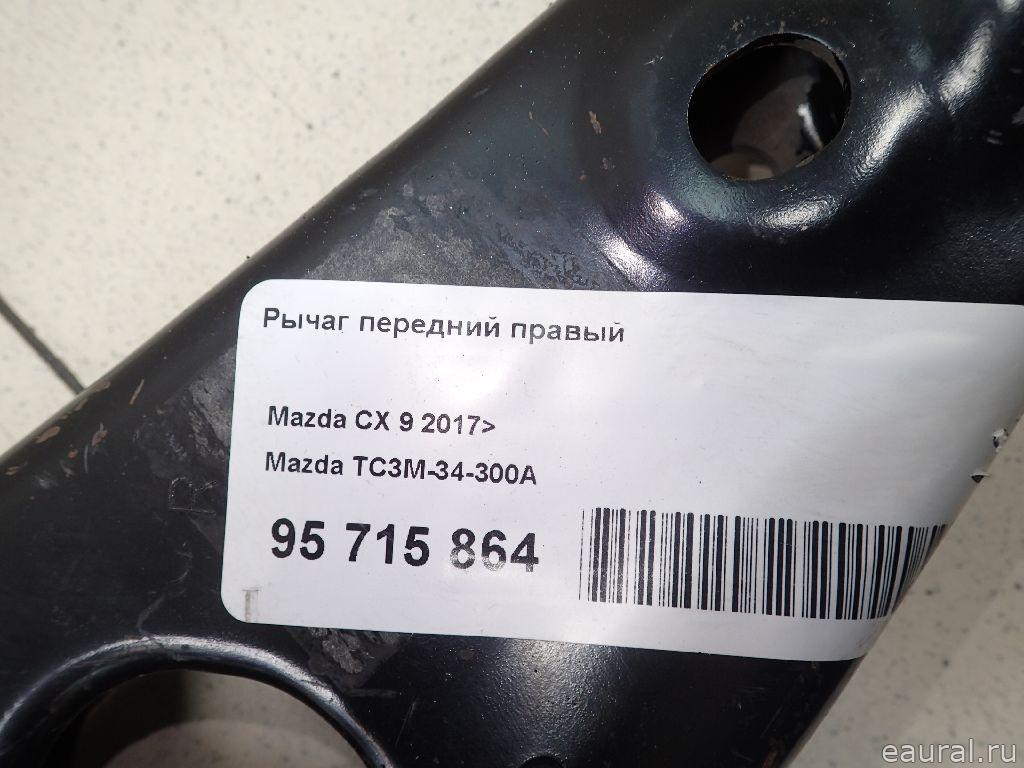 Рычаг передний правый
Mazda CX 9 2017>
Mazda TC3M-34-300A
95 715 864
R
eaural.ru